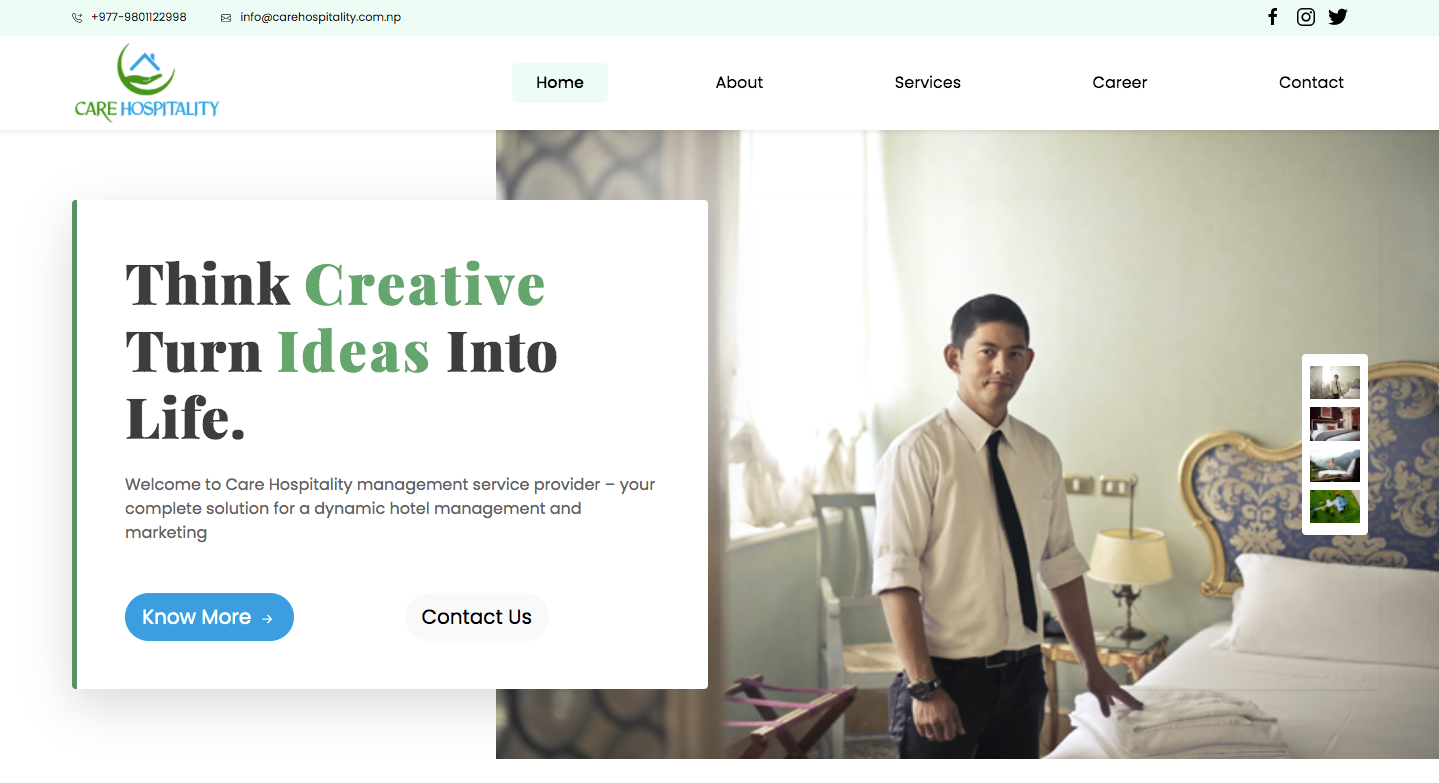 +977-9801122998 info@carehospitality.com.np
CARE HOSPITALITY
Home About Services Career Contact
Think Creative
Turn Ideas Into
Life.
Welcome to Care Hospitality management service provider – your
complete solution for a dynamic hotel management and
marketing
Know More → Contact Us